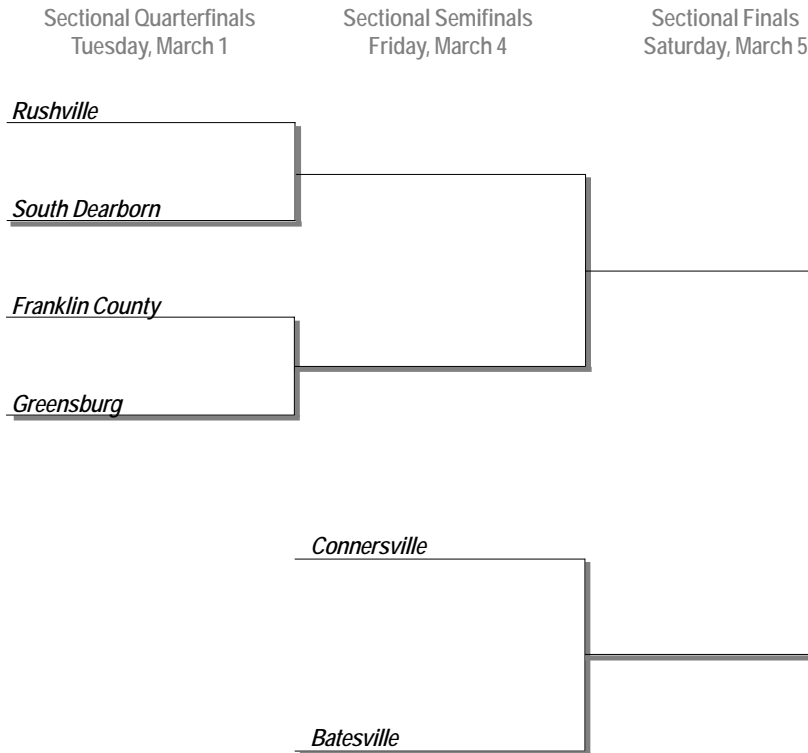 Sectional Quarterfinals
Tuesday, March 1
Sectional Semifinals
Friday, March 4
Sectional Finals
Saturday, March 5
Rushville
South Dearborn
Franklin County
Greensburg
Connersville
Batesville